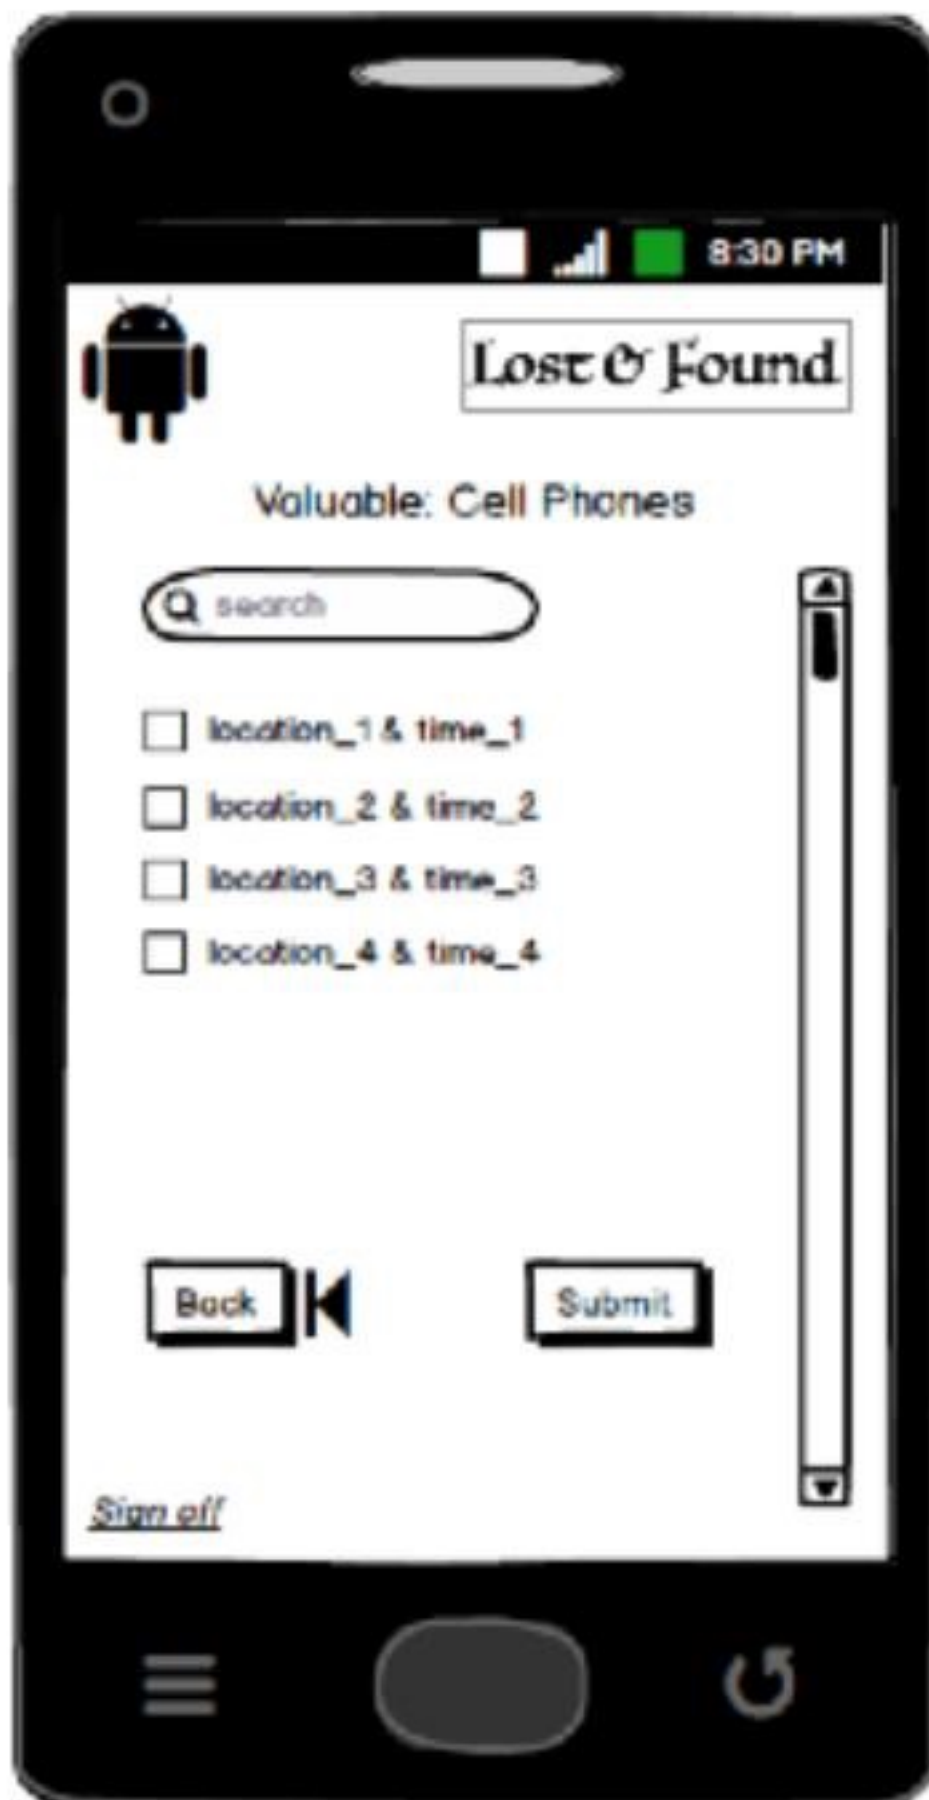 8:30 PM
Lost & Found
Valuable: Cell Phones
search
location_1 & time_1
location_2 & time_2
location_3 & time_3
location_4 & time_4
Back
Submit
Sign off